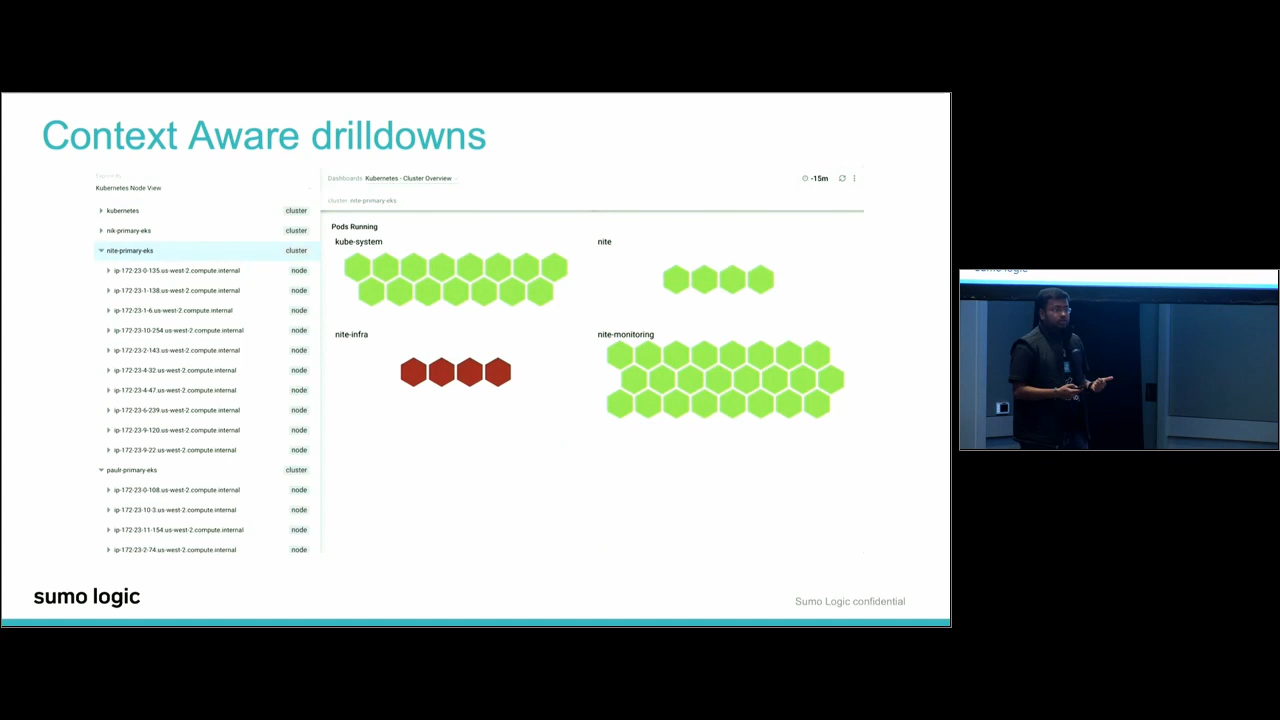 Context Aware drilldowns
Explore By
Kubernetes Node View
kubernetes cluster
nik-primary-eks cluster
nite-primary-eks cluster
ip-172-23-0-135.us-west-2.compute.internal node
ip-172-23-1-138.us-west-2.compute.internal node
ip-172-23-1-6.us-west-2.compute.internal node
ip-172-23-10-254.us-west-2.compute.internal node
ip-172-23-2-143.us-west-2.compute.internal node
ip-172-23-4-32.us-west-2.compute.internal node
ip-172-23-4-47.us-west-2.compute.internal node
ip-172-23-6-239.us-west-2.compute.internal node
ip-172-23-9-120.us-west-2.compute.internal node
ip-172-23-9-22.us-west-2.compute.internal node
paulr-primary-eks cluster
ip-172-23-0-108.us-west-2.compute.internal node
ip-172-23-10-3.us-west-2.compute.internal node
ip-172-23-11-154.us-west-2.compute.internal node
ip-172-23-2-74.us-west-2.compute.internal node
Dashboards Kubernetes - Cluster Overview
-15m
cluster nite-primary-eks
Pods Running
kube-system
nite
nite-infra
nite-monitoring
sumo logic
Sumo Logic confidential
sumo logic